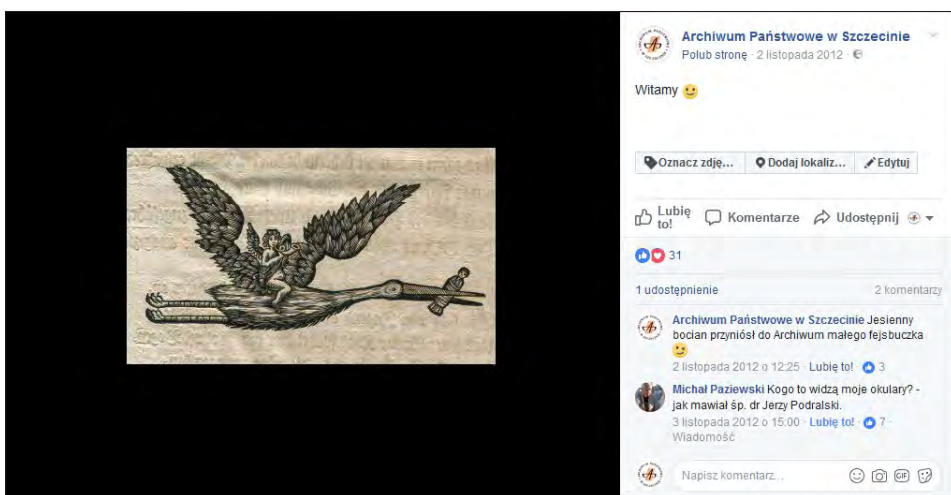 Archiwum Państwowe w Szczecinie
Polub stronę · 2 listopada 2012 ·
Witamy
Oznacz zdję...
Dodaj lokaliz...
Edytuj
Lubię to!
Komentarze
Udostępnij
31
1 udostępnienie
2 komentarzy
Archiwum Państwowe w Szczecinie Jesienny
bocian przyniósł do Archiwum małego fejsbuczka
2 listopada 2012 o 12:25 · Lubię to! · 3
Michał Paziewski Kogo to widzą moje okulary? -
jak mawiał śp. dr Jerzy Podralski.
3 listopada 2012 o 15:00 · Lubię to! · 7 ·
Wiadomość
Napisz komentarz...
GIF